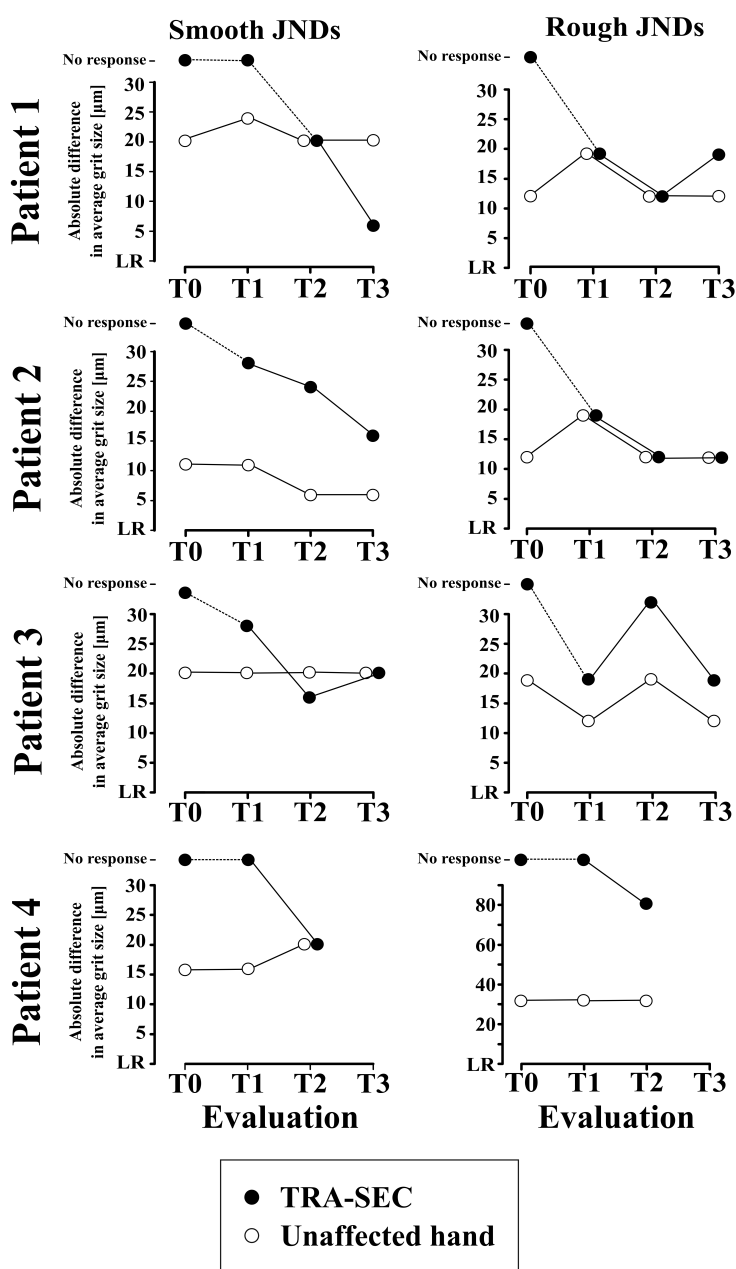 Smooth JNDs
Rough JNDs
Patient 1
Absolute difference
in average grit size [μm]
No response
30
25
20
15
10
5
LR
T0 T1 T2 T3
No response
30
25
20
15
10
5
LR
T0 T1 T2 T3
Patient 2
Absolute difference
in average grit size [μm]
No response
30
25
20
15
10
5
LR
T0 T1 T2 T3
No response
30
25
20
15
10
5
LR
T0 T1 T2 T3
Patient 3
Absolute difference
in average grit size [μm]
No response
30
25
20
15
10
5
LR
T0 T1 T2 T3
No response
30
25
20
15
10
5
LR
T0 T1 T2 T3
Patient 4
Absolute difference
in average grit size [μm]
No response
30
25
20
15
10
5
LR
T0 T1 T2 T3
Evaluation
No response
80
60
40
20
LR
T0 T1 T2 T3
Evaluation
TRA-SEC
Unaffected hand